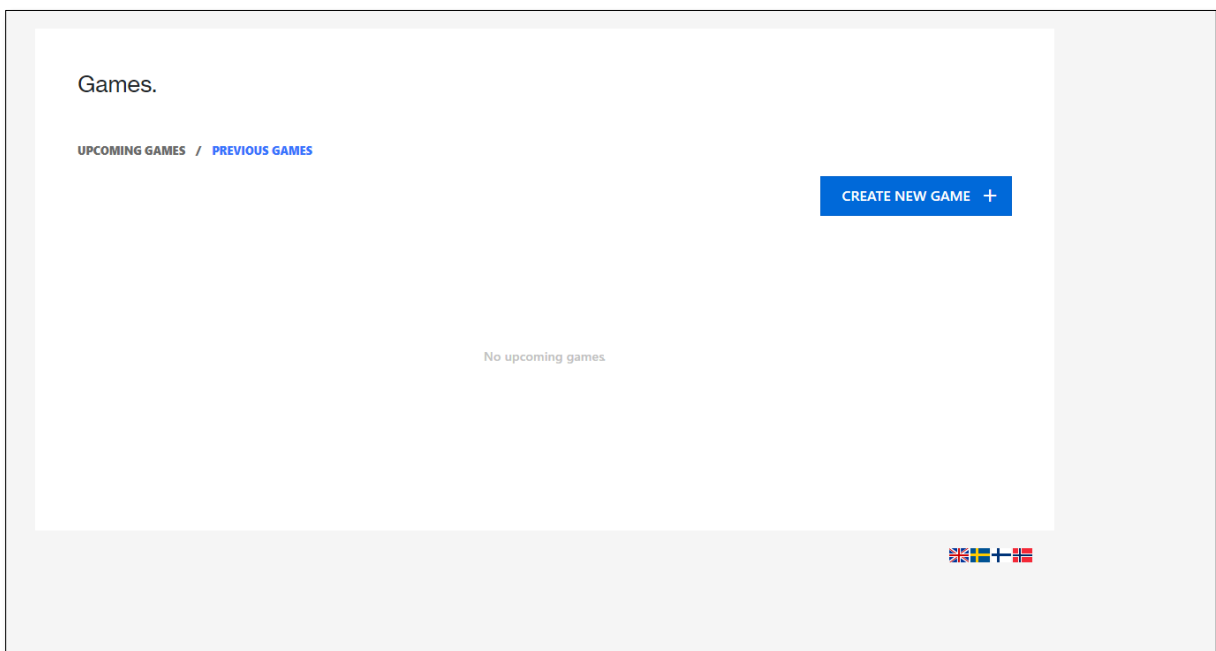 Games.
UPCOMING GAMES / PREVIOUS GAMES
CREATE NEW GAME +
No upcoming games.